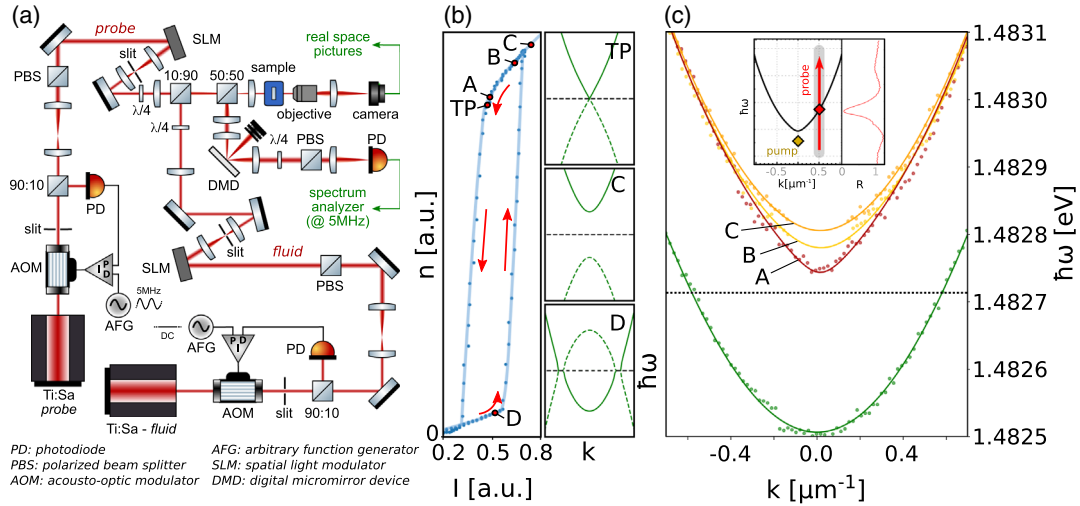 (a)
probe
SLM
real space
pictures
PBS
slit
10:90
50:50
sample
λ/4
objective
camera
λ/4
λ/4
PBS
PD
DMD
90:10
PD
spectrum
analyzer
(@ 5MHz)
slit
slit
SLM
fluid
AOM
P
I
D
PBS
5MHz
AFG
DC
AFG
P D
I
PD
Ti:Sa
probe
AOM
slit
90:10
Ti:Sa - fluid
PD: photodiode
PBS: polarized beam splitter
AOM: acousto-optic modulator
AFG: arbitrary function generator
SLM: spatial light modulator
DMD: digital micromirror device
(b)
n [a.u.]
C
B
A
TP
D
0
0.2 0.4 0.6 0.8
I [a.u.]
TP
C
D
ħω
k
(c)
ħω
probe
pump
-0.5 0.5
k[μm⁻¹]
0 1
R
C
B
A
1.4831
1.4830
1.4829
1.4828
1.4827
1.4826
1.4825
ħω [eV]
-0.4 0.0 0.4
k [μm⁻¹]